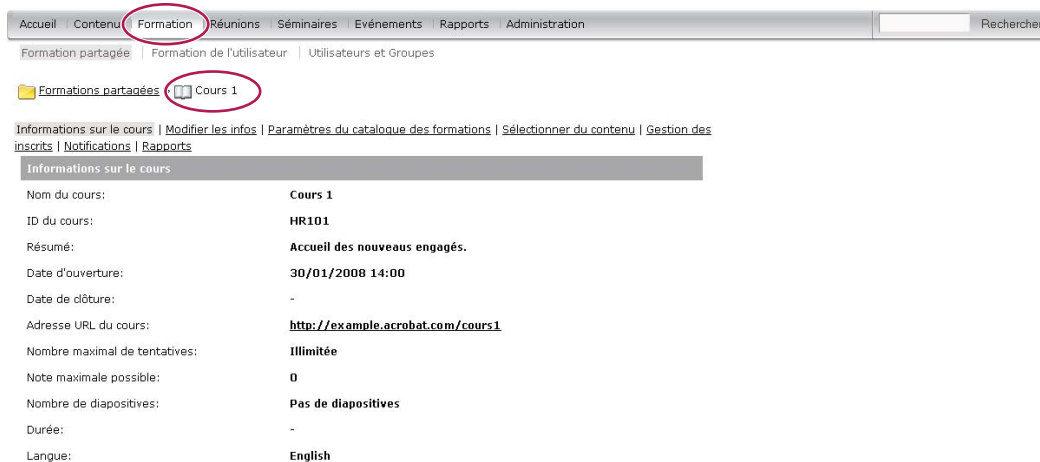 Accueil | Contenu | Formation | Réunions | Séminaires | Evénements | Rapports | Administration Rechercher
Formation partagée | Formation de l'utilisateur | Utilisateurs et Groupes
Formations partagées › Cours 1
Informations sur le cours | Modifier les infos | Paramètres du catalogue des formations | Sélectionner du contenu | Gestion des
inscrits | Notifications | Rapports
Informations sur le cours
Nom du cours: Cours 1
ID du cours: HR101
Résumé: Accueil des nouveaus engagés.
Date d'ouverture: 30/01/2008 14:00
Date de clôture: -
Adresse URL du cours: http://example.acrobat.com/cours1
Nombre maximal de tentatives: Illimitée
Note maximale possible: 0
Nombre de diapositives: Pas de diapositives
Durée: -
Langue: English